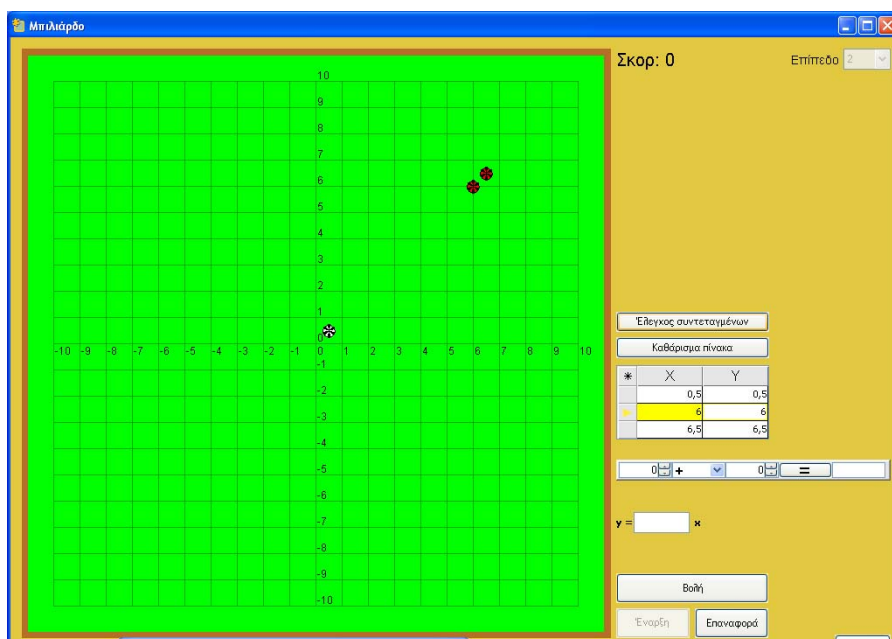 Μπιλιάρδο
Σκορ: 0
Επίπεδο 2
10
9
8
7
6
5
4
3
2
1
0
-10 -9 -8 -7 -6 -5 -4 -3 -2 -1 0 1 2 3 4 5 6 7 8 9 10
-1
-2
-3
-4
-5
-6
-7
-8
-9
-10
Έλεγχος συντεταγμένων
Καθάρισμα πίνακα
* X Y
0,5 0,5
6 6
6,5 6,5
0 + 0 =
y = x
Βολή
Έναρξη Επαναφορά